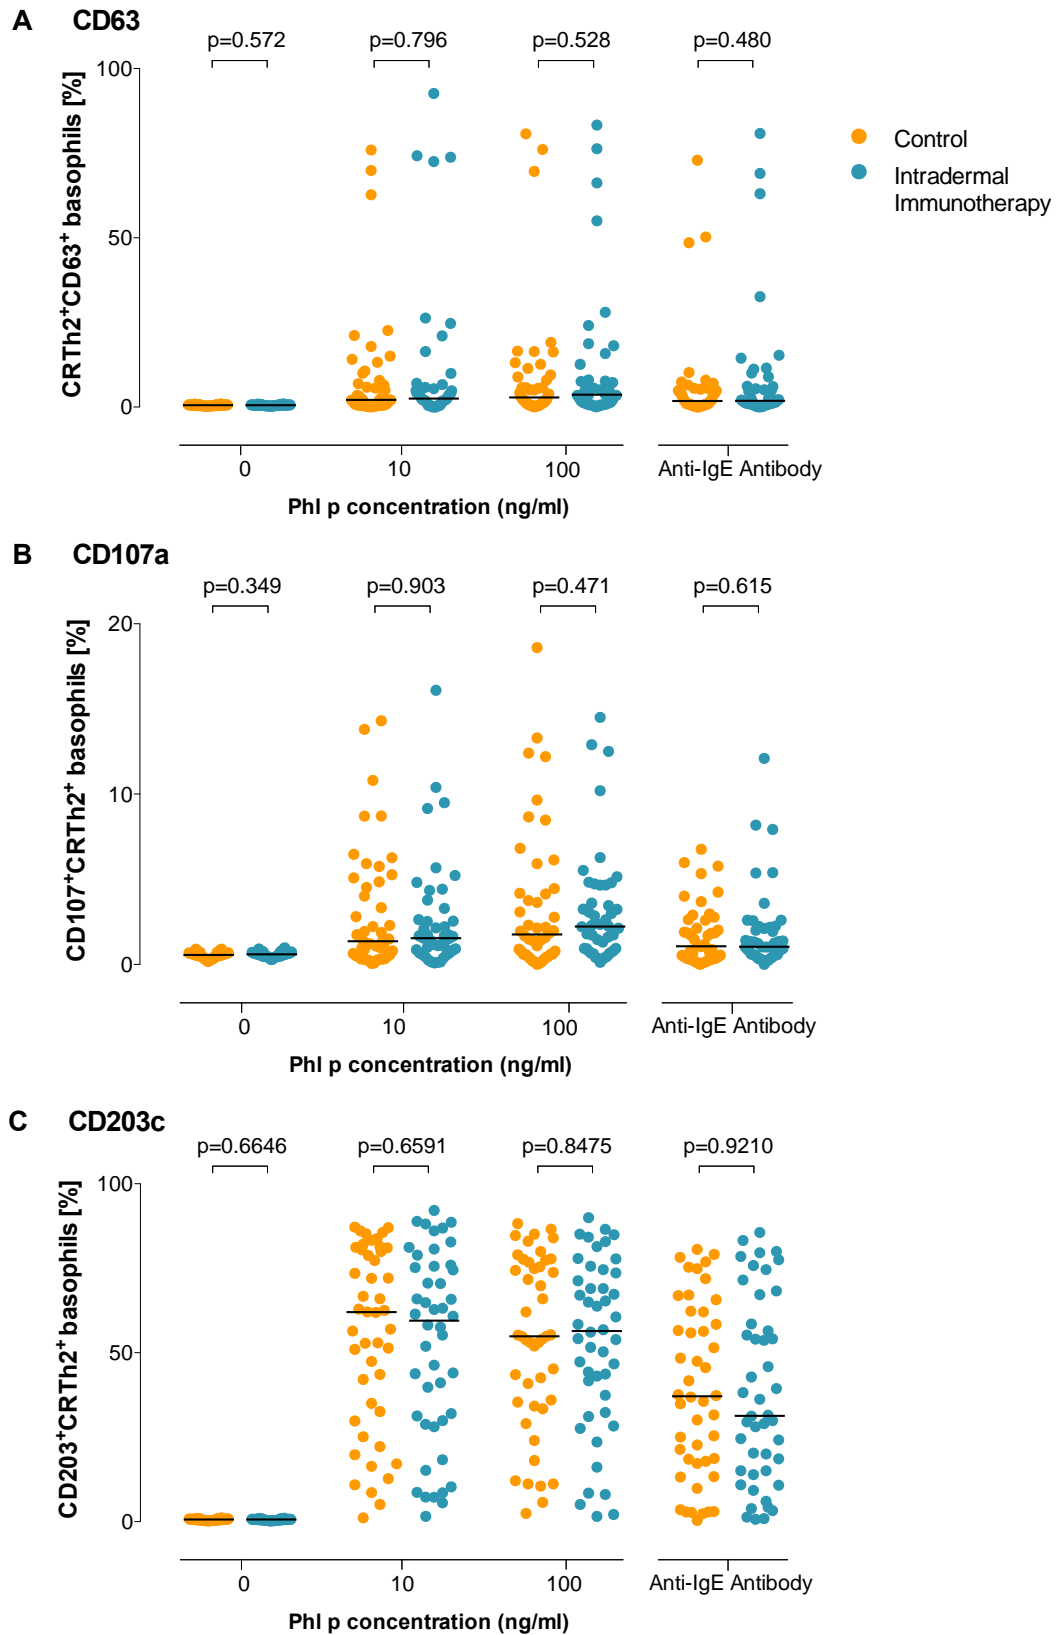 A CD63
p=0.572 p=0.796 p=0.528 p=0.480
CRTh2⁺CD63⁺ basophils [%]
100
50
0
Control
Intradermal
Immunotherapy
0 10 100 Anti-IgE Antibody
Phl p concentration (ng/ml)
B CD107a
p=0.349 p=0.903 p=0.471 p=0.615
CD107⁺CRTh2⁺ basophils [%]
20
10
0
0 10 100 Anti-IgE Antibody
Phl p concentration (ng/ml)
C CD203c
p=0.6646 p=0.6591 p=0.8475 p=0.9210
CD203⁺CRTh2⁺ basophils [%]
100
50
0
0 10 100 Anti-IgE Antibody
Phl p concentration (ng/ml)